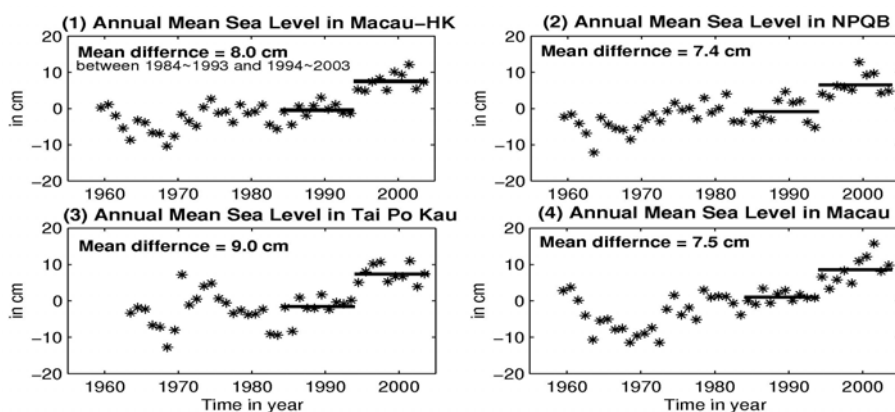 (1) Annual Mean Sea Level in Macau-HK
Mean differnce = 8.0 cm
between 1984~1993 and 1994~2003
in cm
20
10
0
-10
-20
1960 1970 1980 1990 2000
(2) Annual Mean Sea Level in NPQB
Mean differnce = 7.4 cm
in cm
20
10
0
-10
-20
1960 1970 1980 1990 2000
(3) Annual Mean Sea Level in Tai Po Kau
Mean differnce = 9.0 cm
in cm
20
10
0
-10
-20
1960 1970 1980 1990 2000
Time in year
(4) Annual Mean Sea Level in Macau
Mean differnce = 7.5 cm
in cm
20
10
0
-10
-20
1960 1970 1980 1990 2000
Time in year